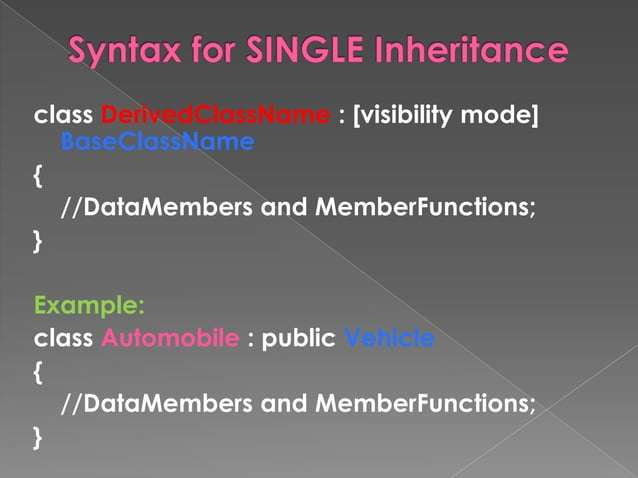 Syntax for SINGLE Inheritance
class DerivedClassName : [visibility mode]
BaseClassName
{
//DataMembers and MemberFunctions;
}
Example:
class Automobile : public Vehicle
{
//DataMembers and MemberFunctions;
}